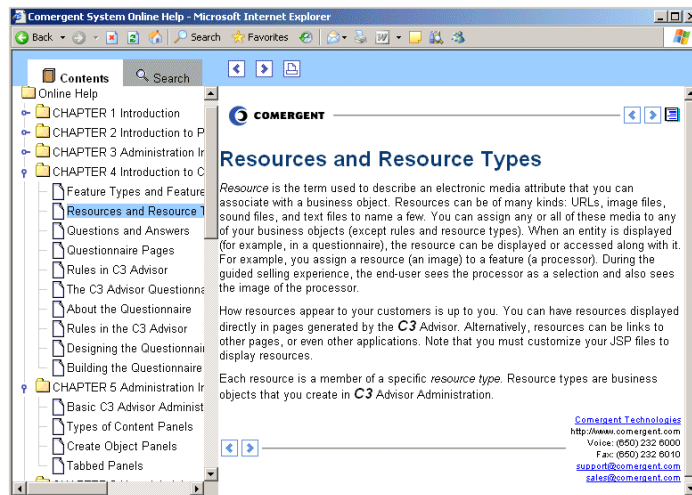 Comergent System Online Help - Microsoft Internet Explorer
Back Search Favorites
Contents Search
Online Help
CHAPTER 1 Introduction
CHAPTER 2 Introduction to P
CHAPTER 3 Administration Ir
CHAPTER 4 Introduction to C
Feature Types and Feature
Resources and Resource T
Questions and Answers
Questionnaire Pages
Rules in C3 Advisor
The C3 Advisor Questionna
About the Questionnaire
Rules in the C3 Advisor
Designing the Questionnai
Building the Questionnaire
CHAPTER 5 Administration Ir
Basic C3 Advisor Administ
Types of Content Panels
Create Object Panels
Tabbed Panels
COMERGENT
Resources and Resource Types
Resource is the term used to describe an electronic media attribute that you can
associate with a business object. Resources can be of many kinds: URLs, image files,
sound files, and text files to name a few. You can assign any or all of these media to any
of your business objects (except rules and resource types). When an entity is displayed
(for example, in a questionnaire), the resource can be displayed or accessed along with it.
For example, you assign a resource (an image) to a feature (a processor). During the
guided selling experience, the end-user sees the processor as a selection and also sees
the image of the processor.
How resources appear to your customers is up to you. You can have resources displayed
directly in pages generated by the C3 Advisor. Alternatively, resources can be links to
other pages, or even other applications. Note that you must customize your JSP files to
display resources.
Each resource is a member of a specific resource type. Resource types are business
objects that you create in C3 Advisor Administration.
Comergent Technologies
http://www.comergent.com
Voice: (650) 232 6000
Fax: (650) 232 6010
support@comergent.com
sales@comergent.com